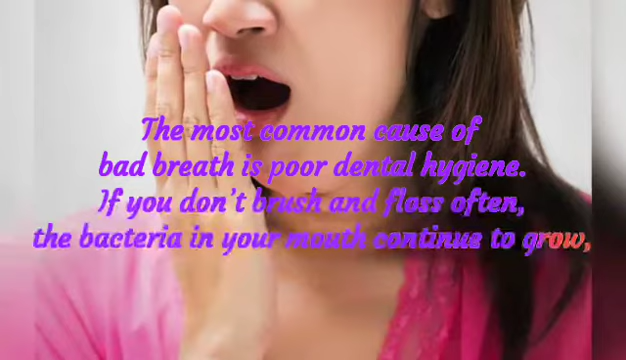 The most common cause of
bad breath is poor dental hygiene.
If you don't brush and floss often,
the bacteria in your mouth continue to grow,